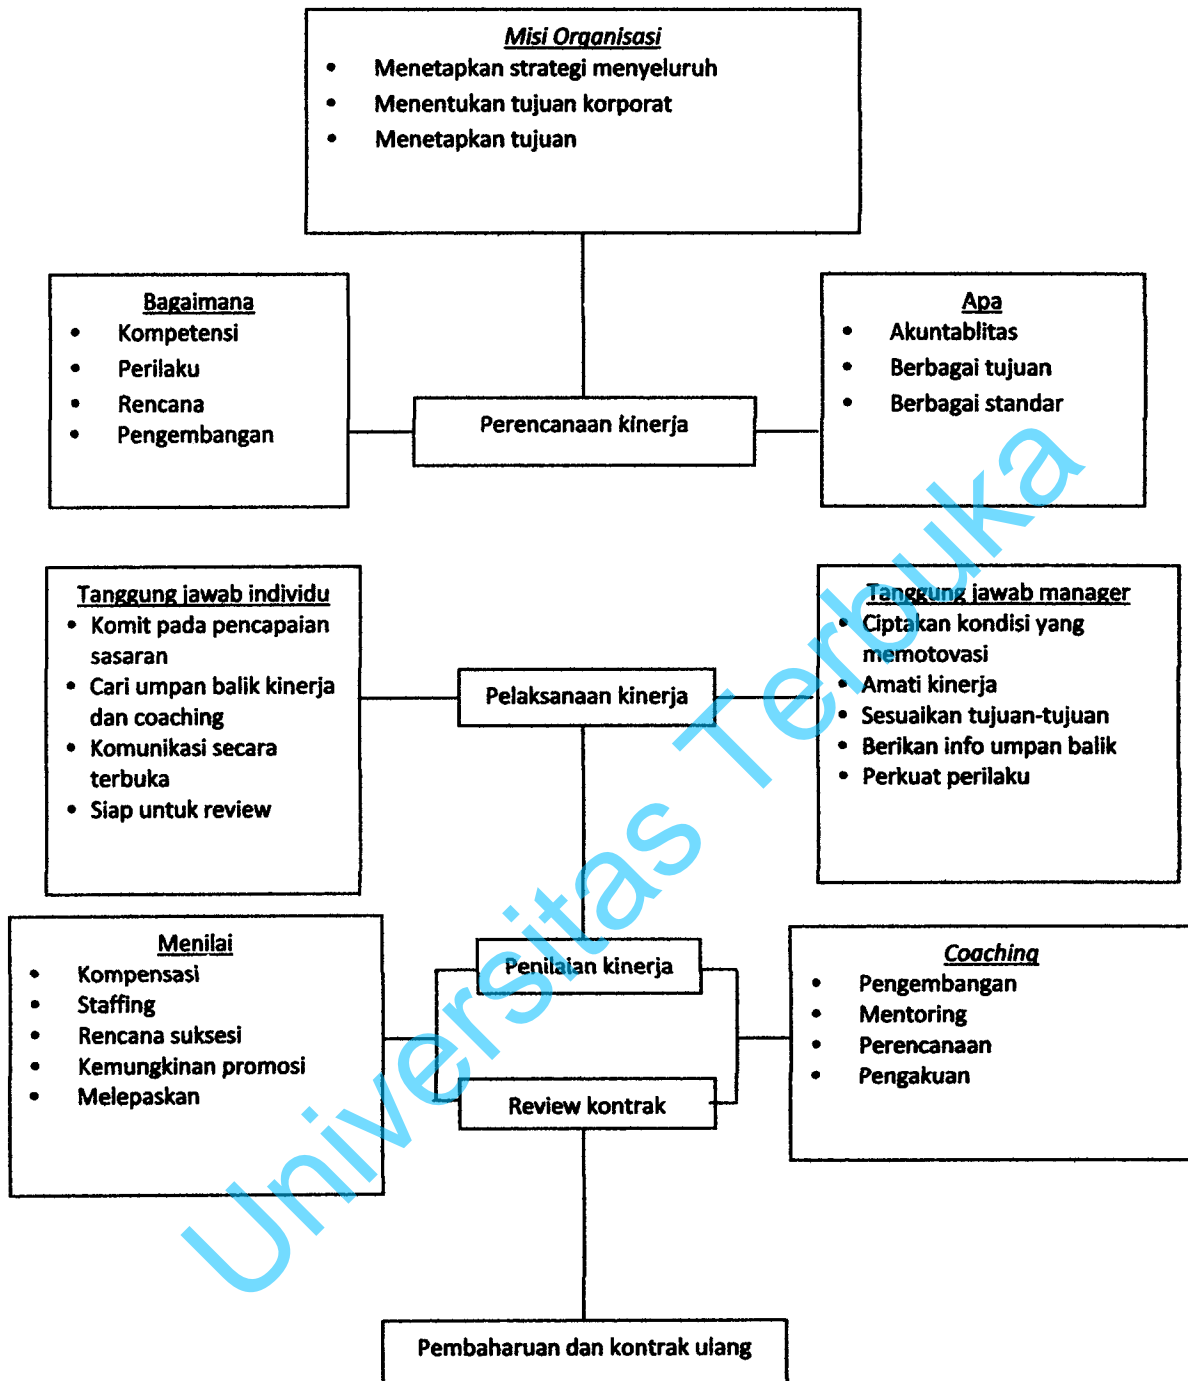 Misi Organisasi
• Menetapkan strategi menyeluruh
• Menentukan tujuan korporat
• Menetapkan tujuan
Bagaimana
• Kompetensi
• Perilaku
• Rencana
• Pengembangan
Perencanaan kinerja
Apa
• Akuntablitas
• Berbagai tujuan
• Berbagai standar
Tanggung jawab individu
• Komit pada pencapaian
sasaran
• Cari umpan balik kinerja
dan coaching
• Komunikasi secara
terbuka
• Siap untuk review
Pelaksanaan kinerja
Tanggung jawab manager
• Ciptakan kondisi yang
memotovasi
• Amati kinerja
• Sesuaikan tujuan-tujuan
• Berikan info umpan balik
• Perkuat perilaku
Menilai
• Kompensasi
• Staffing
• Rencana suksesi
• Kemungkinan promosi
• Melepaskan
Penilaian kinerja
Review kontrak
Coaching
• Pengembangan
• Mentoring
• Perencanaan
• Pengakuan
Pembaharuan dan kontrak ulang
Universitas Terbuka